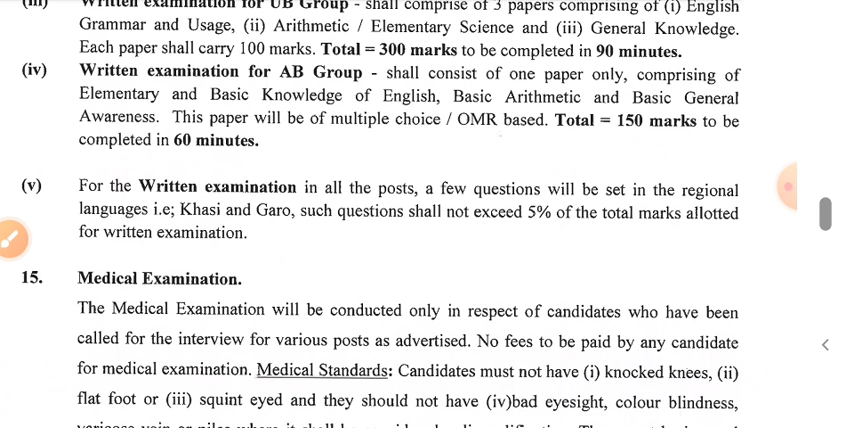 (iii) Written examination for UB Group - shall comprise of 3 papers comprising of (i) English
Grammar and Usage, (ii) Arithmetic / Elementary Science and (iii) General Knowledge.
Each paper shall carry 100 marks. Total = 300 marks to be completed in 90 minutes.
(iv) Written examination for AB Group - shall consist of one paper only, comprising of
Elementary and Basic Knowledge of English, Basic Arithmetic and Basic General
Awareness. This paper will be of multiple choice / OMR based. Total = 150 marks to be
completed in 60 minutes.
(v) For the Written examination in all the posts, a few questions will be set in the regional
languages i.e; Khasi and Garo, such questions shall not exceed 5% of the total marks allotted
for written examination.
15. Medical Examination.
The Medical Examination will be conducted only in respect of candidates who have been
called for the interview for various posts as advertised. No fees to be paid by any candidate
for medical examination. Medical Standards: Candidates must not have (i) knocked knees, (ii)
flat foot or (iii) squint eyed and they should not have (iv)bad eyesight, colour blindness,